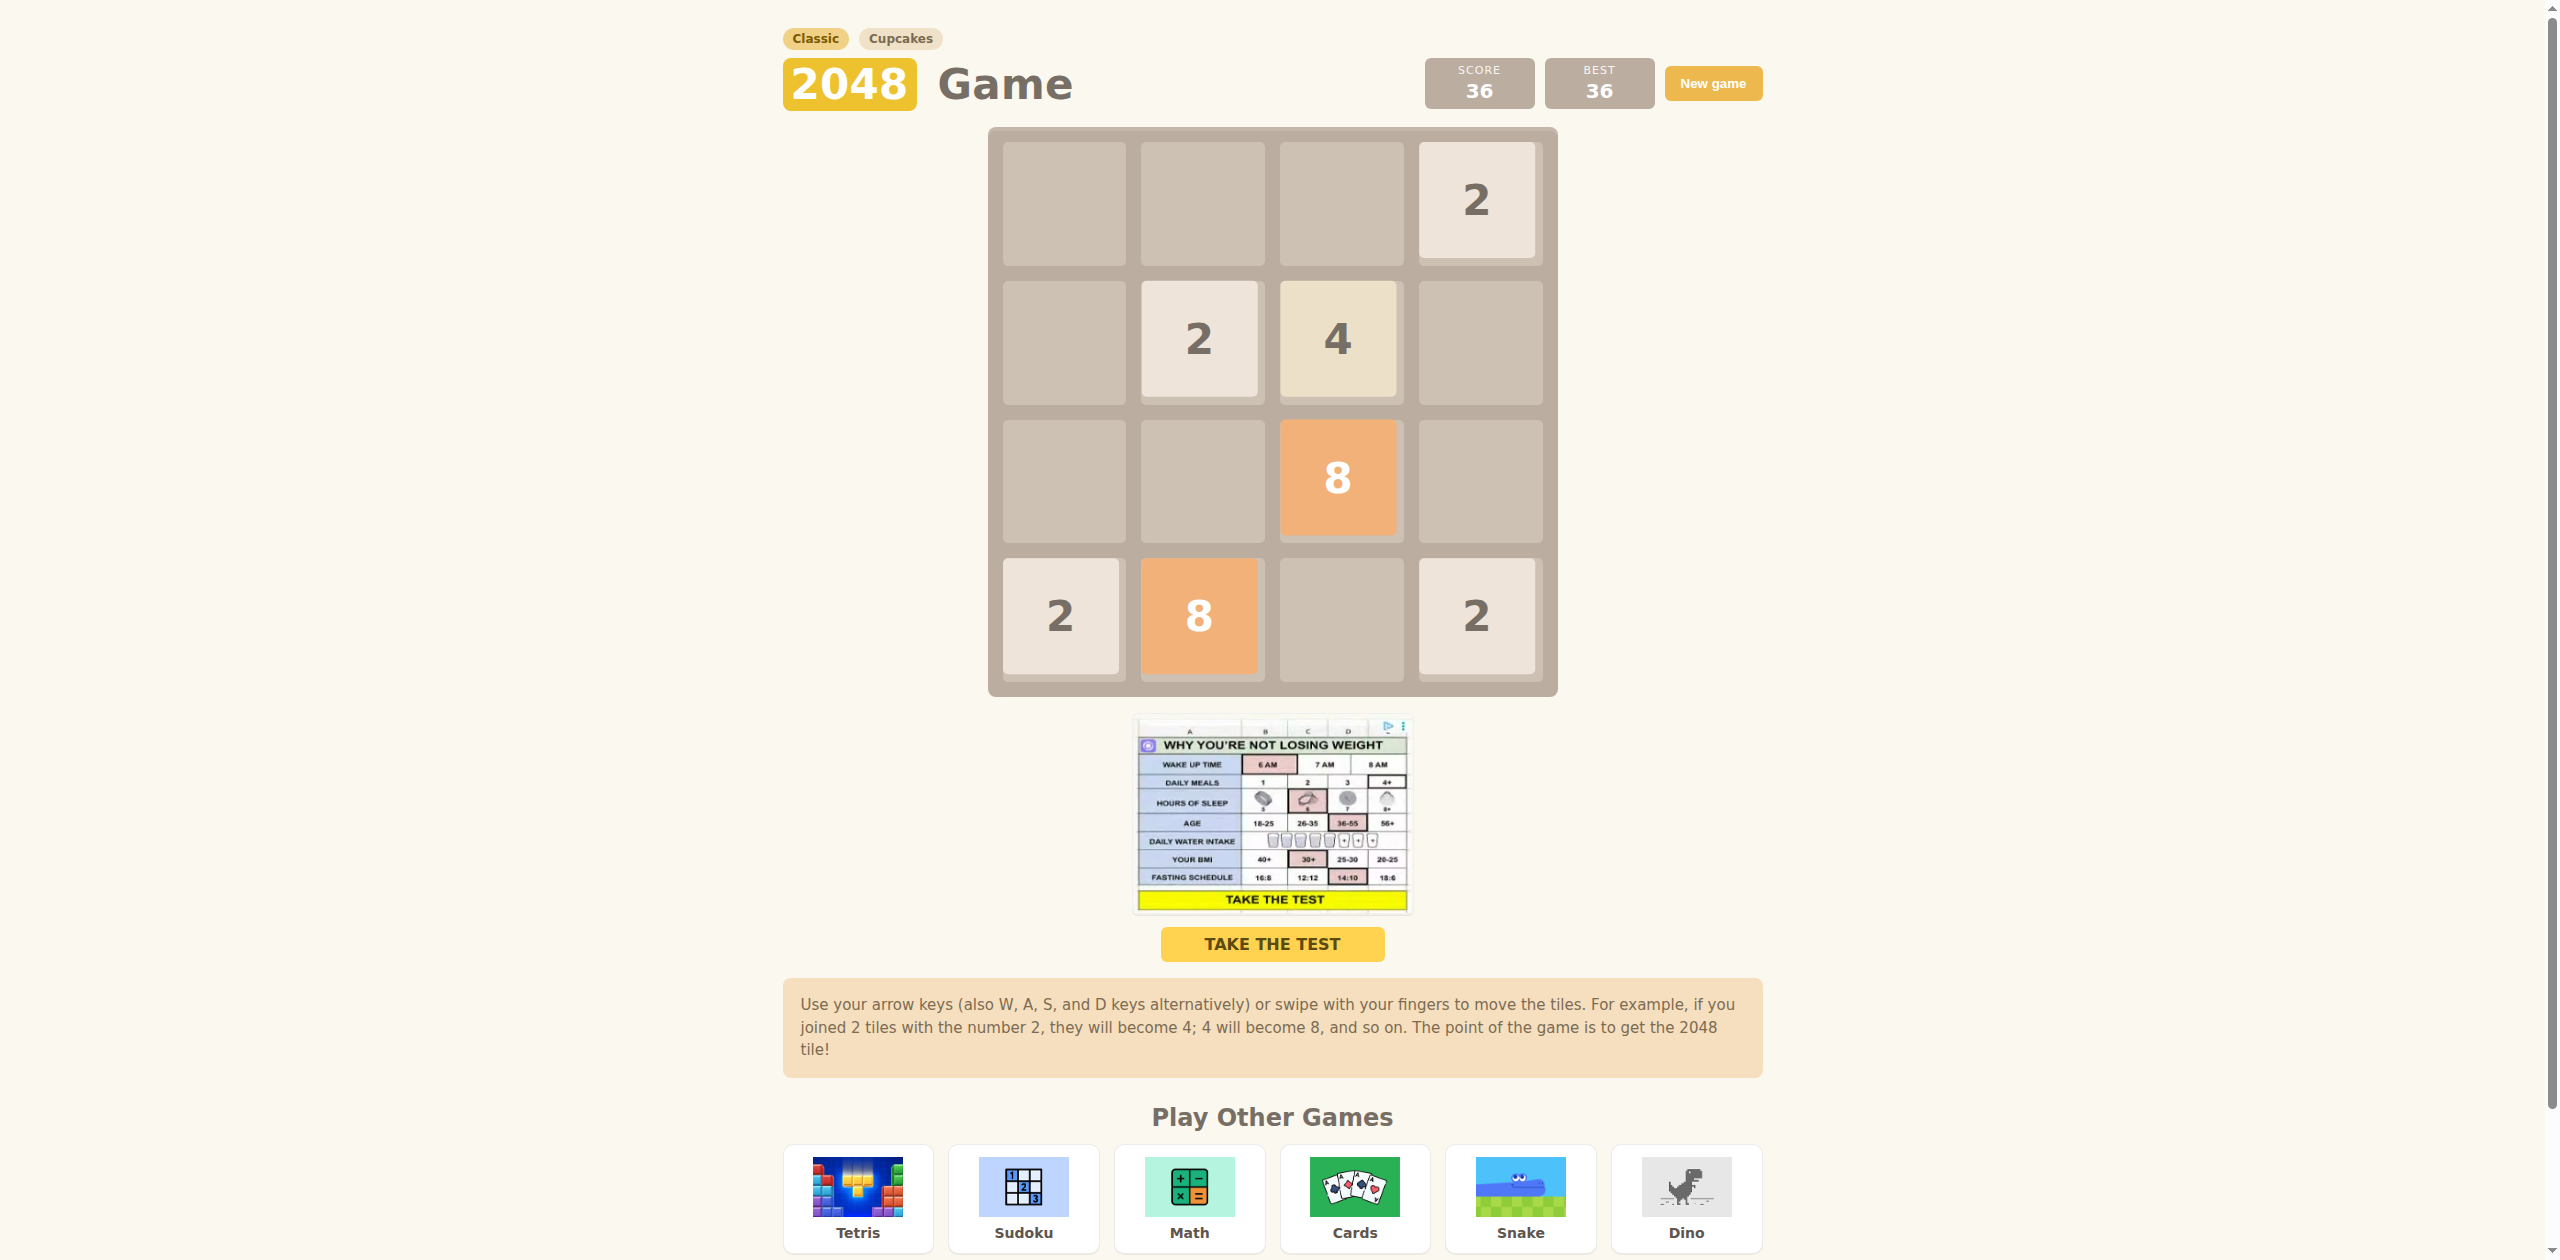 Classic Cupcakes
2048 Game
SCORE
36
BEST
36
New game
2
2 4
8
2 8 2
A B C D
WHY YOU'RE NOT LOSING WEIGHT
WAKE UP TIME 6 AM 7 AM 8 AM
DAILY MEALS 1 2 3 4+
HOURS OF SLEEP 5 6 7 8+
AGE 18-25 26-35 36-55 56+
DAILY WATER INTAKE
YOUR BMI 40+ 30+ 25-30 20-25
FASTING SCHEDULE 16:8 12:12 14:10 18:6
TAKE THE TEST
TAKE THE TEST
Use your arrow keys (also W, A, S, and D keys alternatively) or swipe with your fingers to move the tiles. For example, if you
joined 2 tiles with the number 2, they will become 4; 4 will become 8, and so on. The point of the game is to get the 2048
tile!
Play Other Games
1
2
3
Tetris Sudoku Math Cards Snake Dino